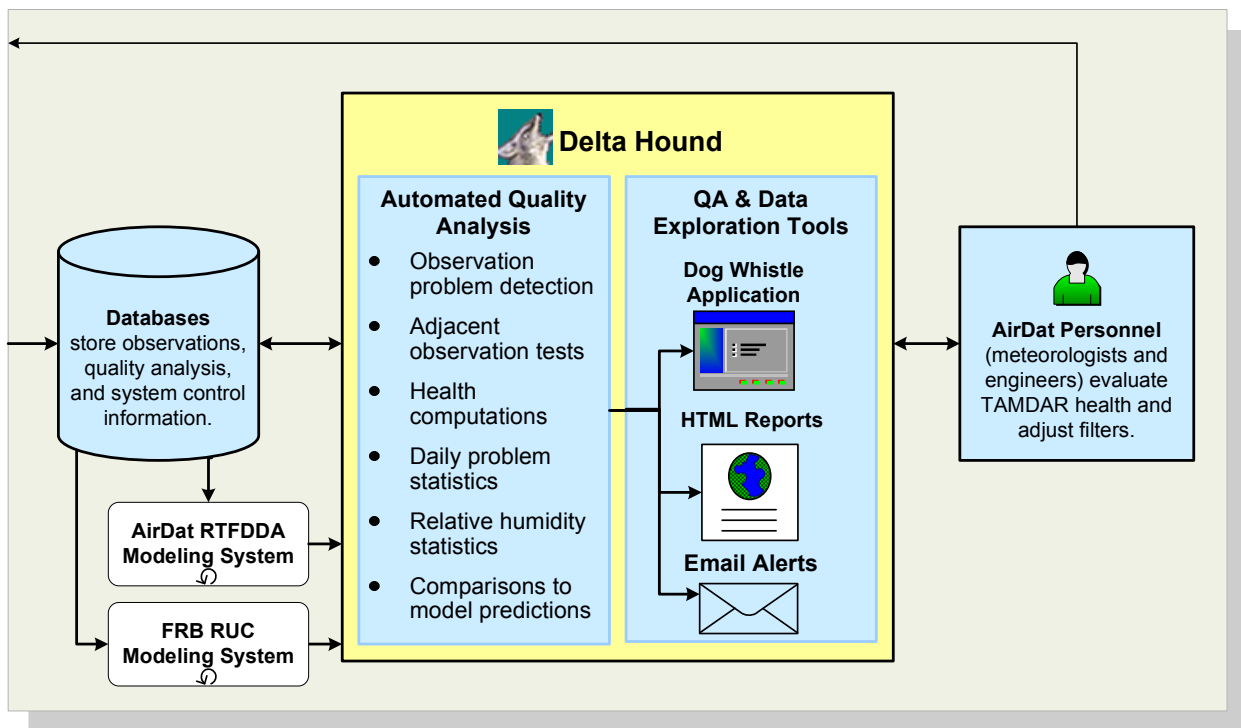 Delta Hound
Automated Quality
Analysis
● Observation
problem detection
● Adjacent
observation tests
● Health
computations
● Daily problem
statistics
● Relative humidity
statistics
● Comparisons to
model predictions
QA & Data
Exploration Tools
Dog Whistle
Application
HTML Reports
Email Alerts
Databases
store observations,
quality analysis,
and system control
information.
AirDat RTFDDA
Modeling System
FRB RUC
Modeling System
AirDat Personnel
(meteorologists and
engineers) evaluate
TAMDAR health and
adjust filters.